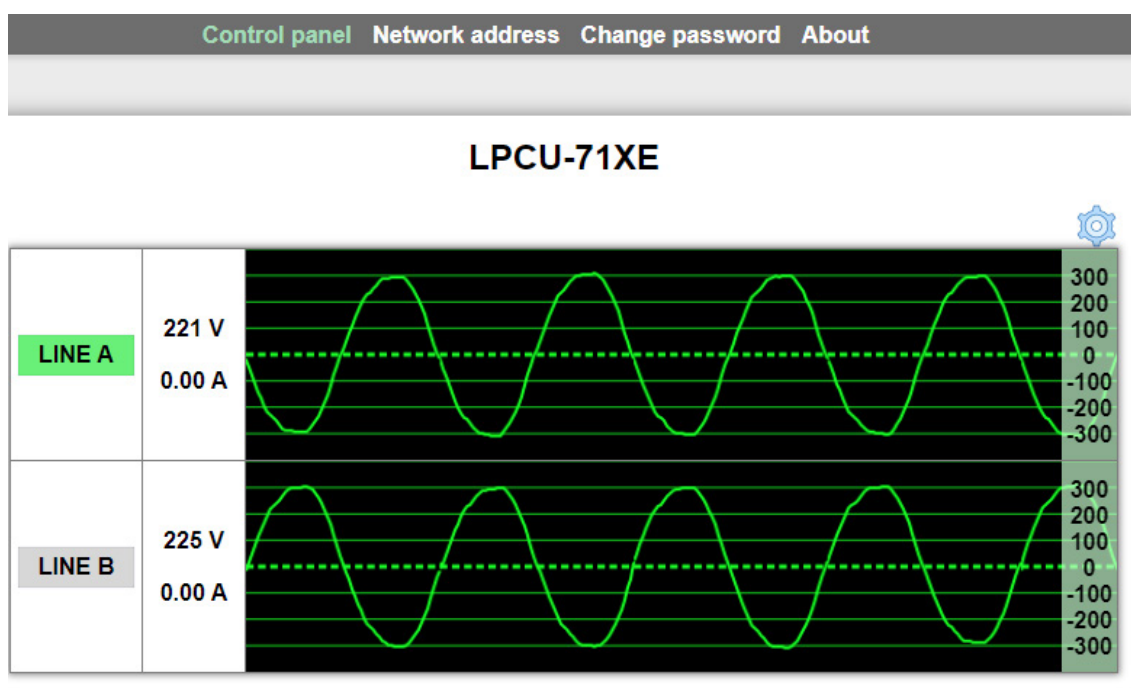 Control panel Network address Change password About
LPCU-71XE
LINE A
221 V
0.00 A
300
200
100
0
-100
-200
-300
LINE B
225 V
0.00 A
300
200
100
0
-100
-200
-300